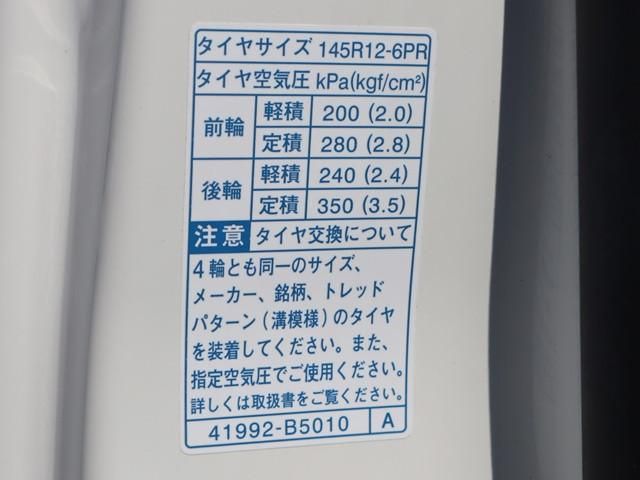 タイヤサイズ 145R12-6PR
タイヤ空気圧 kPa(kgf/cm²)
前輪 軽積 200 (2.0)
定積 280 (2.8)
後輪 軽積 240 (2.4)
定積 350 (3.5)
注意 タイヤ交換について
4輪とも同一のサイズ、
メーカー、銘柄、トレッド
パターン(溝模様)のタイヤ
を装着してください。また、
指定空気圧でご使用ください。
詳しくは取扱書をご覧ください。
41992-B5010 A